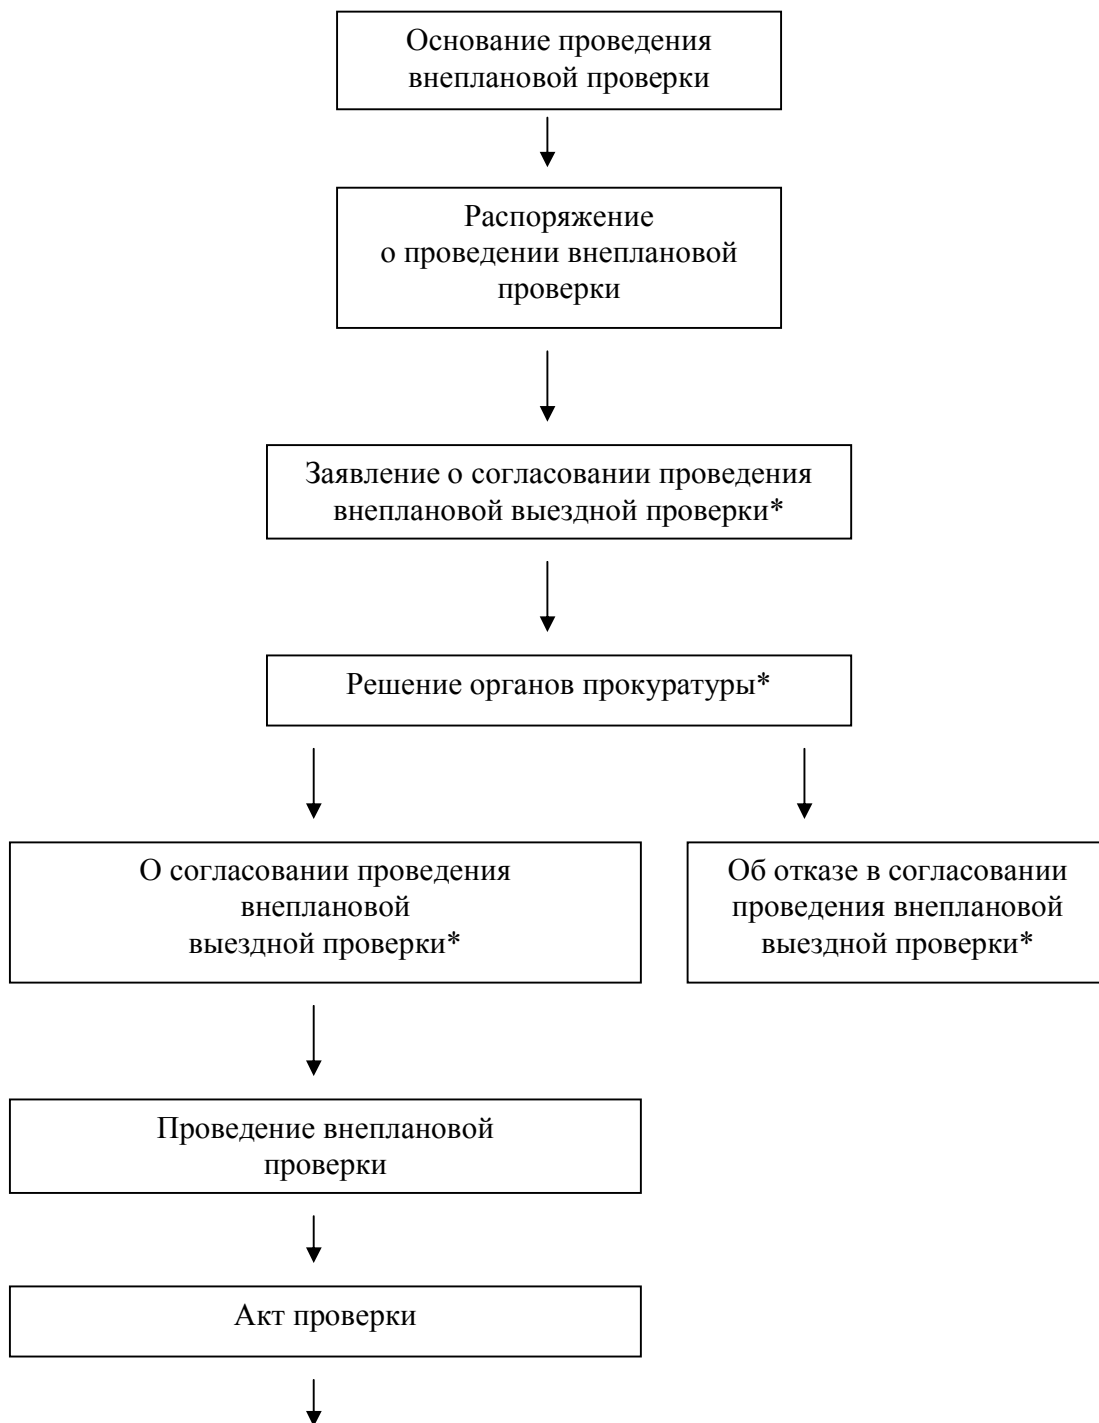 Основание проведения
внеплановой проверки
Распоряжение
о проведении внеплановой
проверки
Заявление о согласовании проведения
внеплановой выездной проверки*
Решение органов прокуратуры*
О согласовании проведения
внеплановой
выездной проверки*
Об отказе в согласовании
проведения внеплановой
выездной проверки*
Проведение внеплановой
проверки
Акт проверки